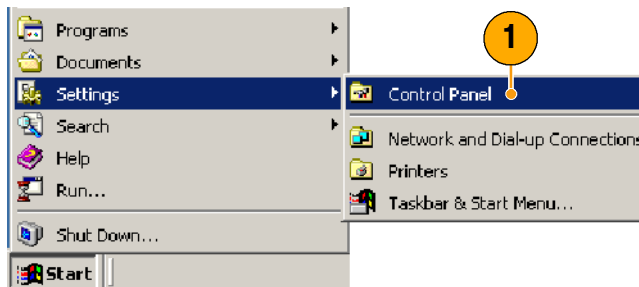 Programs
Documents
Settings
Search
Help
Run...
Shut Down...
Start
1
Control Panel
Network and Dial-up Connections
Printers
Taskbar & Start Menu...